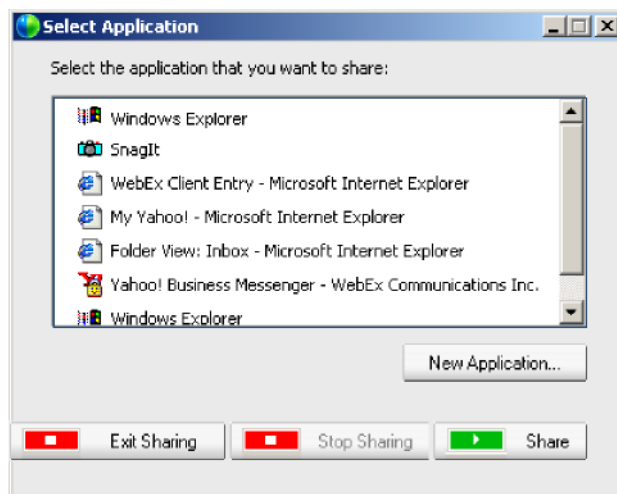 Select Application
Select the application that you want to share:
Windows Explorer
SnagIt
WebEx Client Entry - Microsoft Internet Explorer
My Yahoo! - Microsoft Internet Explorer
Folder View: Inbox - Microsoft Internet Explorer
Yahoo! Business Messenger - WebEx Communications Inc.
Windows Explorer
New Application...
Exit Sharing Stop Sharing Share